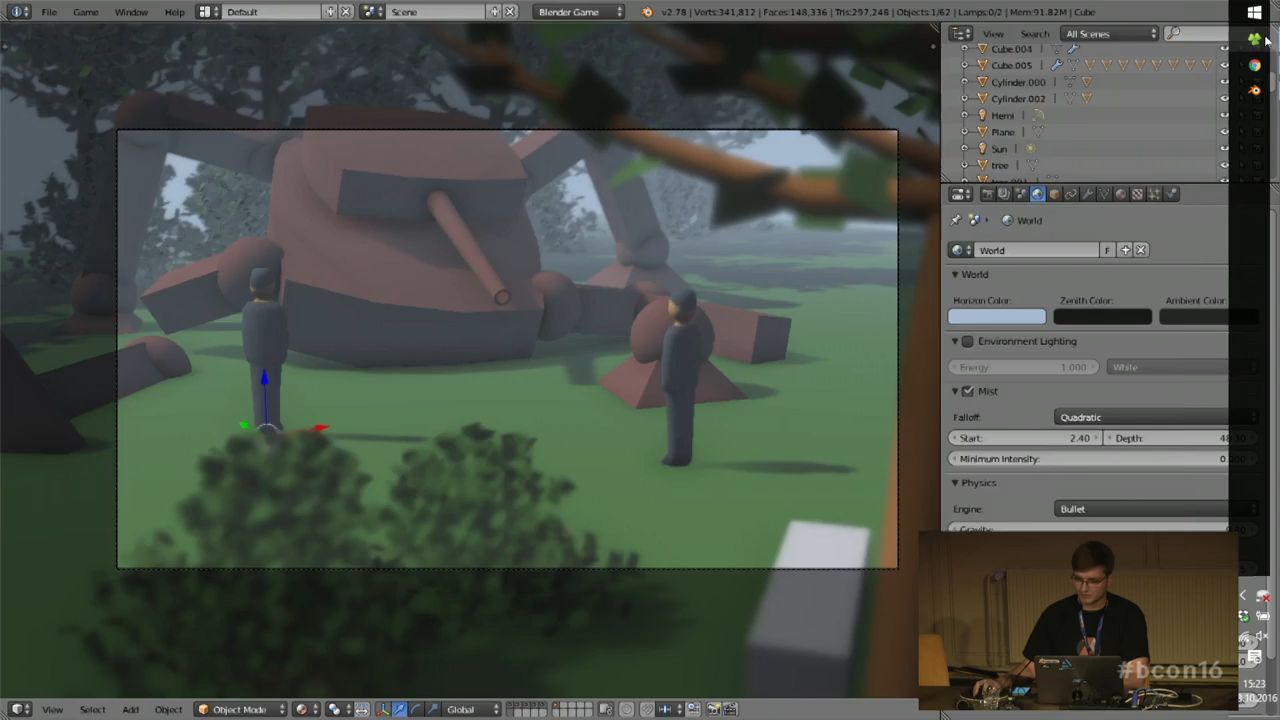 File Game Window Help Default Scene Blender Game v2.78 | Verts:341,812 | Faces:148,336 | Tris:297,248 | Objects:1/62 | Lamps:0/2 | Mem:91.82M | Cube
View Search All Scenes
Cube.004
Cube.005
Cylinder.000
Cylinder.002
Hemi
Plane
Sun
tree
World
World F
World
Horizon Color: Zenith Color: Ambient Color:
Environment Lighting
Energy: 1.000 White
Mist
Falloff: Quadratic
Start: 2.40 Depth:
Minimum Intensity:
Physics
Engine: Bullet
#bcon16
15:23
View Select Add Object Object Mode Global